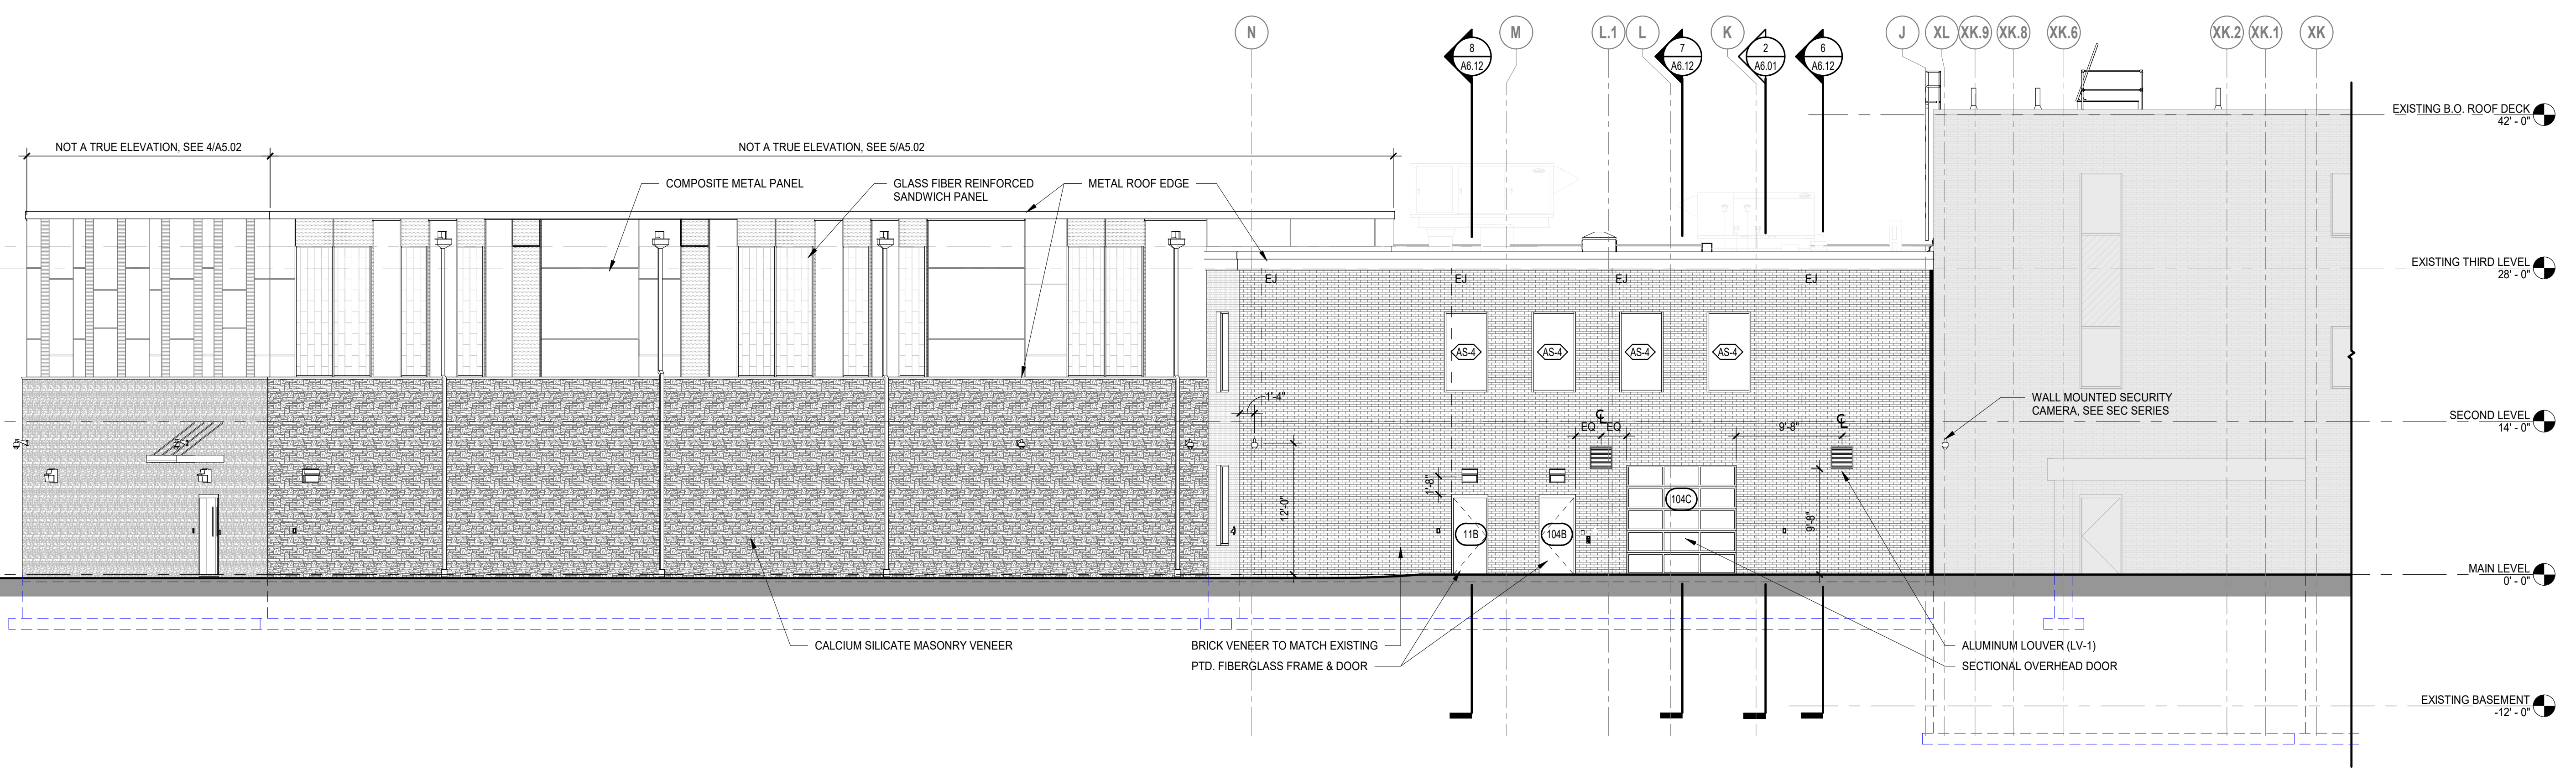 N
M
L.1
L
K
J
XL
XK.9
XK.8
XK.6
XK.2
XK.1
XK
8
A6.12
7
A6.12
2
A6.01
6
A6.12
EXISTING B.O. ROOF DECK
42' - 0"
NOT A TRUE ELEVATION, SEE 4/A5.02
NOT A TRUE ELEVATION, SEE 5/A5.02
COMPOSITE METAL PANEL
GLASS FIBER REINFORCED
SANDWICH PANEL
METAL ROOF EDGE
EXISTING THIRD LEVEL
28' - 0"
EJ
EJ
EJ
EJ
AS-4
AS-4
AS-4
AS-4
1'-4"
WALL MOUNTED SECURITY
CAMERA, SEE SEC SERIES
SECOND LEVEL
14' - 0"
CL
CL
EQ
EQ
9'-8"
1'-8"
12'-0"
104C
9'-8"
11B
104B
MAIN LEVEL
0' - 0"
CALCIUM SILICATE MASONRY VENEER
BRICK VENEER TO MATCH EXISTING
PTD. FIBERGLASS FRAME & DOOR
ALUMINUM LOUVER (LV-1)
SECTIONAL OVERHEAD DOOR
EXISTING BASEMENT
-12' - 0"